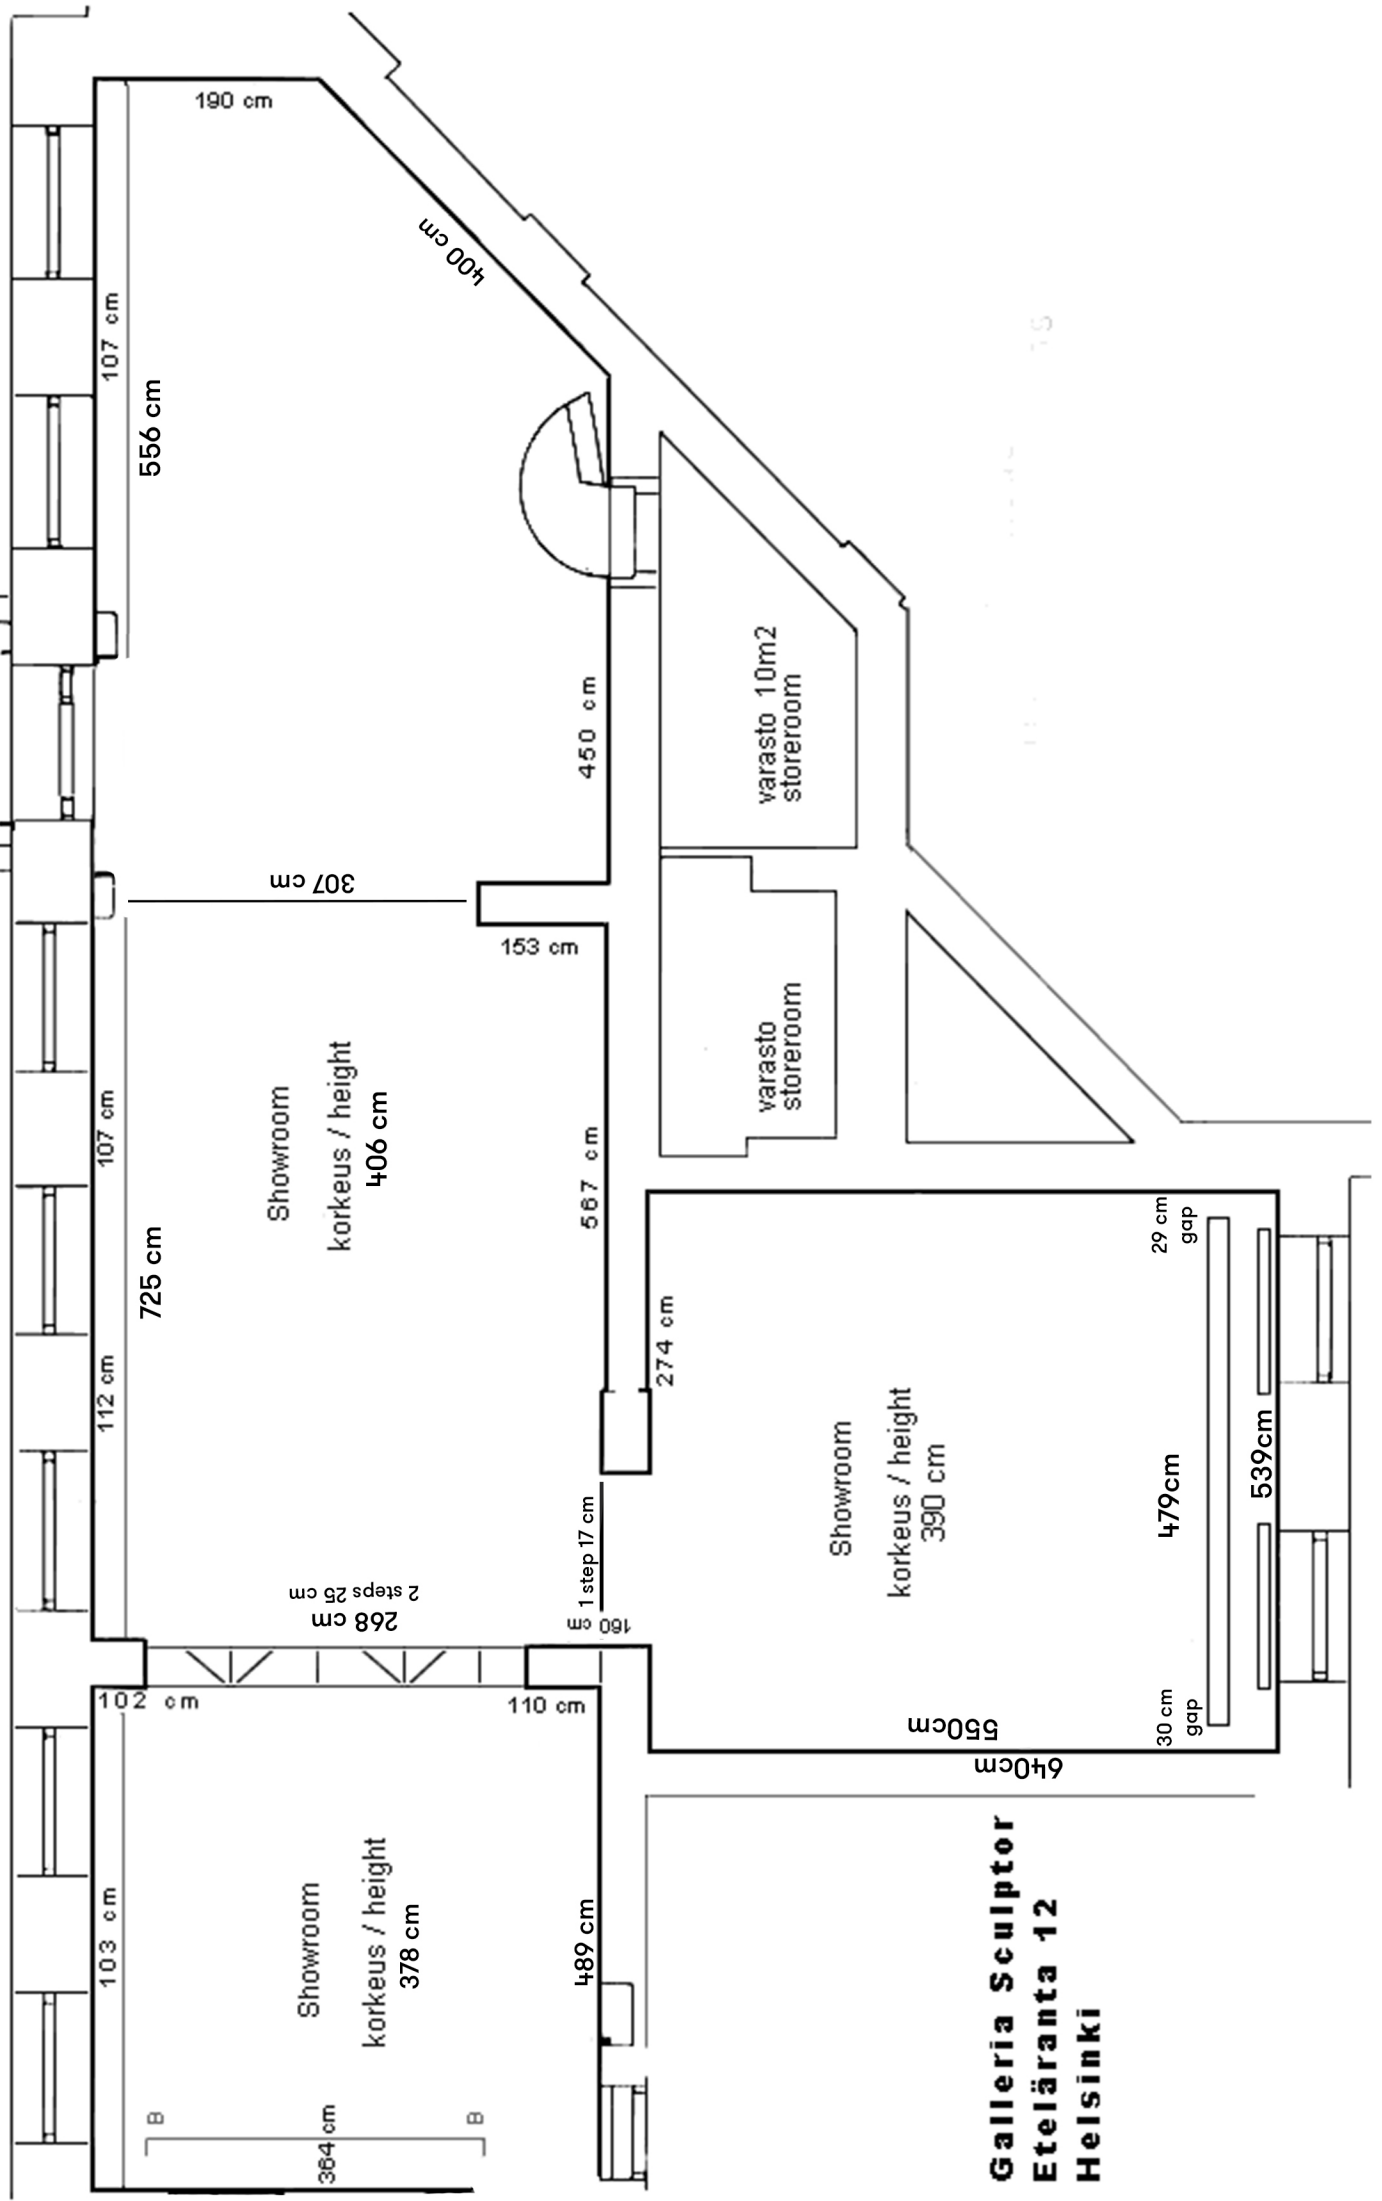 190 cm
400 cm
107 cm
556 cm
450 cm
varasto 10m2
storeroom
307 cm
153 cm
Showroom
korkeus / height
406 cm
varasto
storeroom
107 cm
567 cm
725 cm
112 cm
274 cm
29 cm
gap
Showroom
korkeus / height
390 cm
479cm
539cm
1 step 17 cm
160 cm
2 steps 25 cm
268 cm
102 cm
110 cm
30 cm
gap
550cm
640cm
103 cm
Showroom
korkeus / height
378 cm
489 cm
B
B
364 cm
Galleria Sculptor
Eteläranta 12
Helsinki